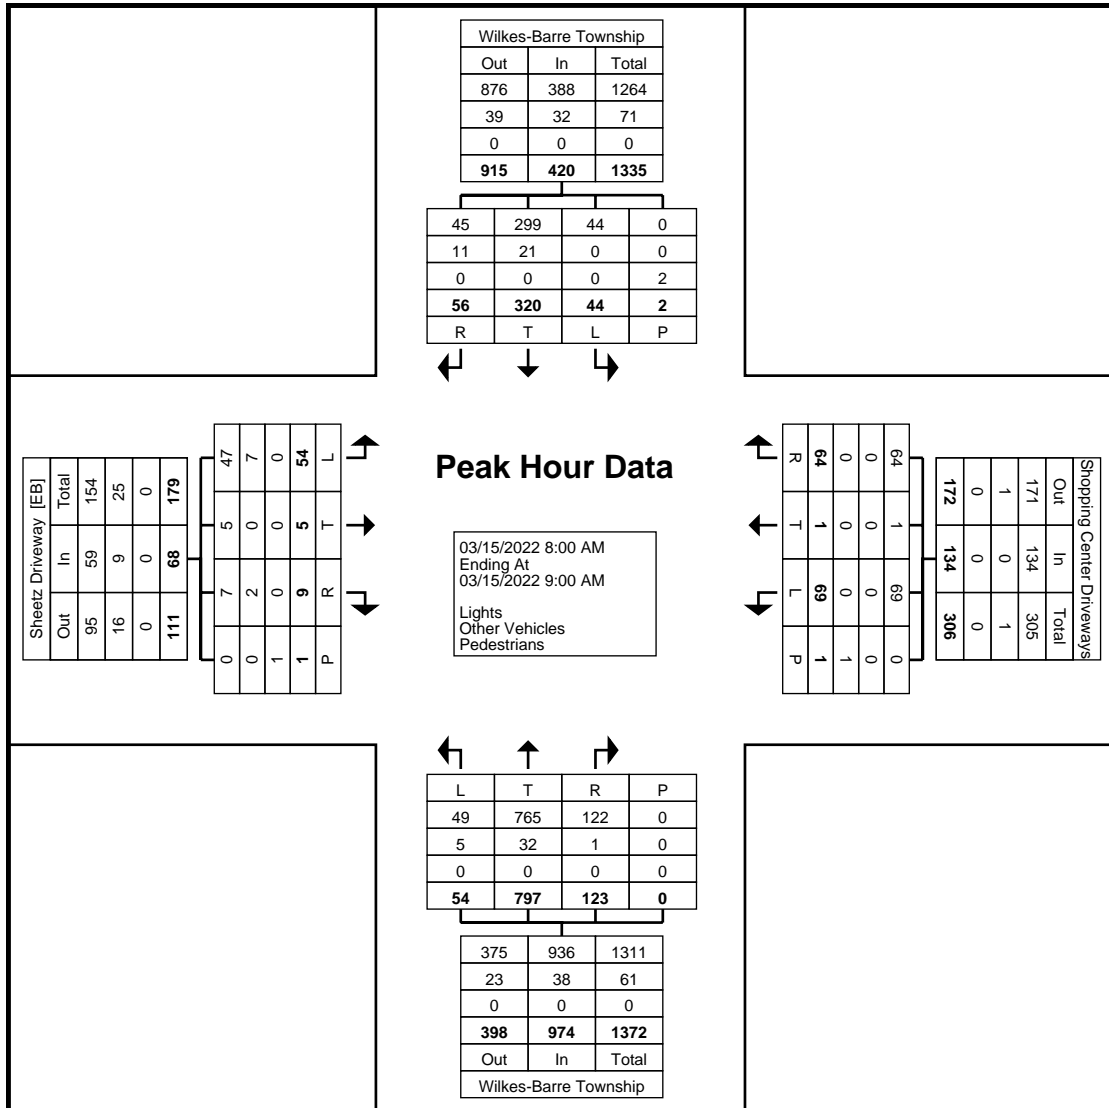 Wilkes-Barre Township
Out In Total
876 388 1264
39 32 71
0 0 0
915 420 1335
45 299 44 0
11 21 0 0
0 0 0 2
56 320 44 2
R T L P
Sheetz Driveway [EB]
Total 154 25 0 179
In 59 9 0 68
Out 95 16 0 111
47 7 0 54 L
5 0 0 5 T
7 2 0 9 R
0 0 1 1 P
Peak Hour Data
03/15/2022 8:00 AM
Ending At
03/15/2022 9:00 AM
Lights
Other Vehicles
Pedestrians
R 64 0 0 64
T 1 0 0 1
L 69 0 0 69
P 1 1 0 0
Shopping Center Driveways
172 0 1 171 Out
134 0 0 134 In
306 0 1 305 Total
L T R P
49 765 122 0
5 32 1 0
0 0 0 0
54 797 123 0
375 936 1311
23 38 61
0 0 0
398 974 1372
Out In Total
Wilkes-Barre Township